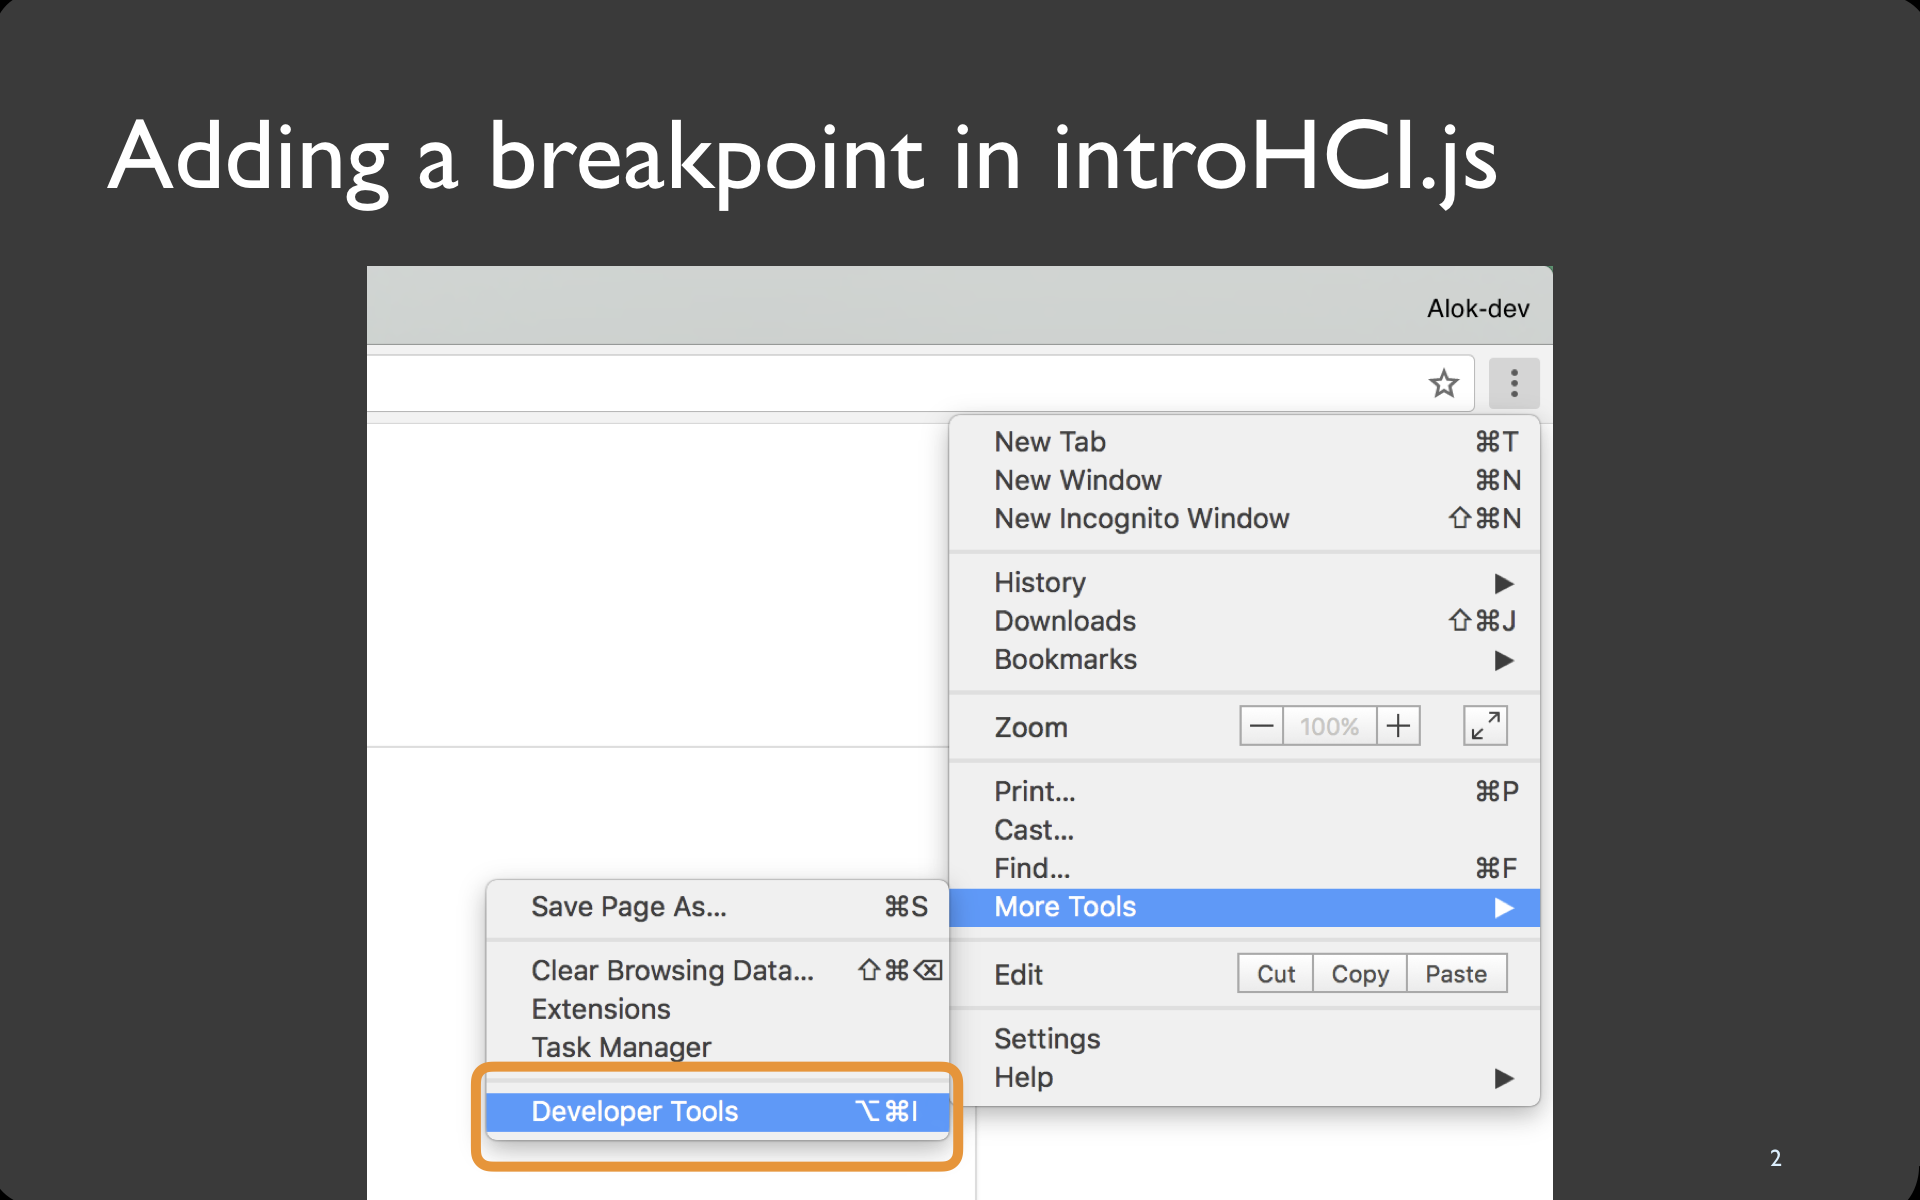 Adding a breakpoint in introHCI.js
Alok-dev
New Tab ⌘T
New Window ⌘N
New Incognito Window ⇧⌘N
History ▶
Downloads ⇧⌘J
Bookmarks ▶
Zoom — 100% +
Print... ⌘P
Cast...
Find... ⌘F
More Tools ▶
Edit Cut Copy Paste
Settings
Help ▶
Save Page As... ⌘S
Clear Browsing Data... ⇧⌘⌫
Extensions
Task Manager
Developer Tools ⌥⌘I
2